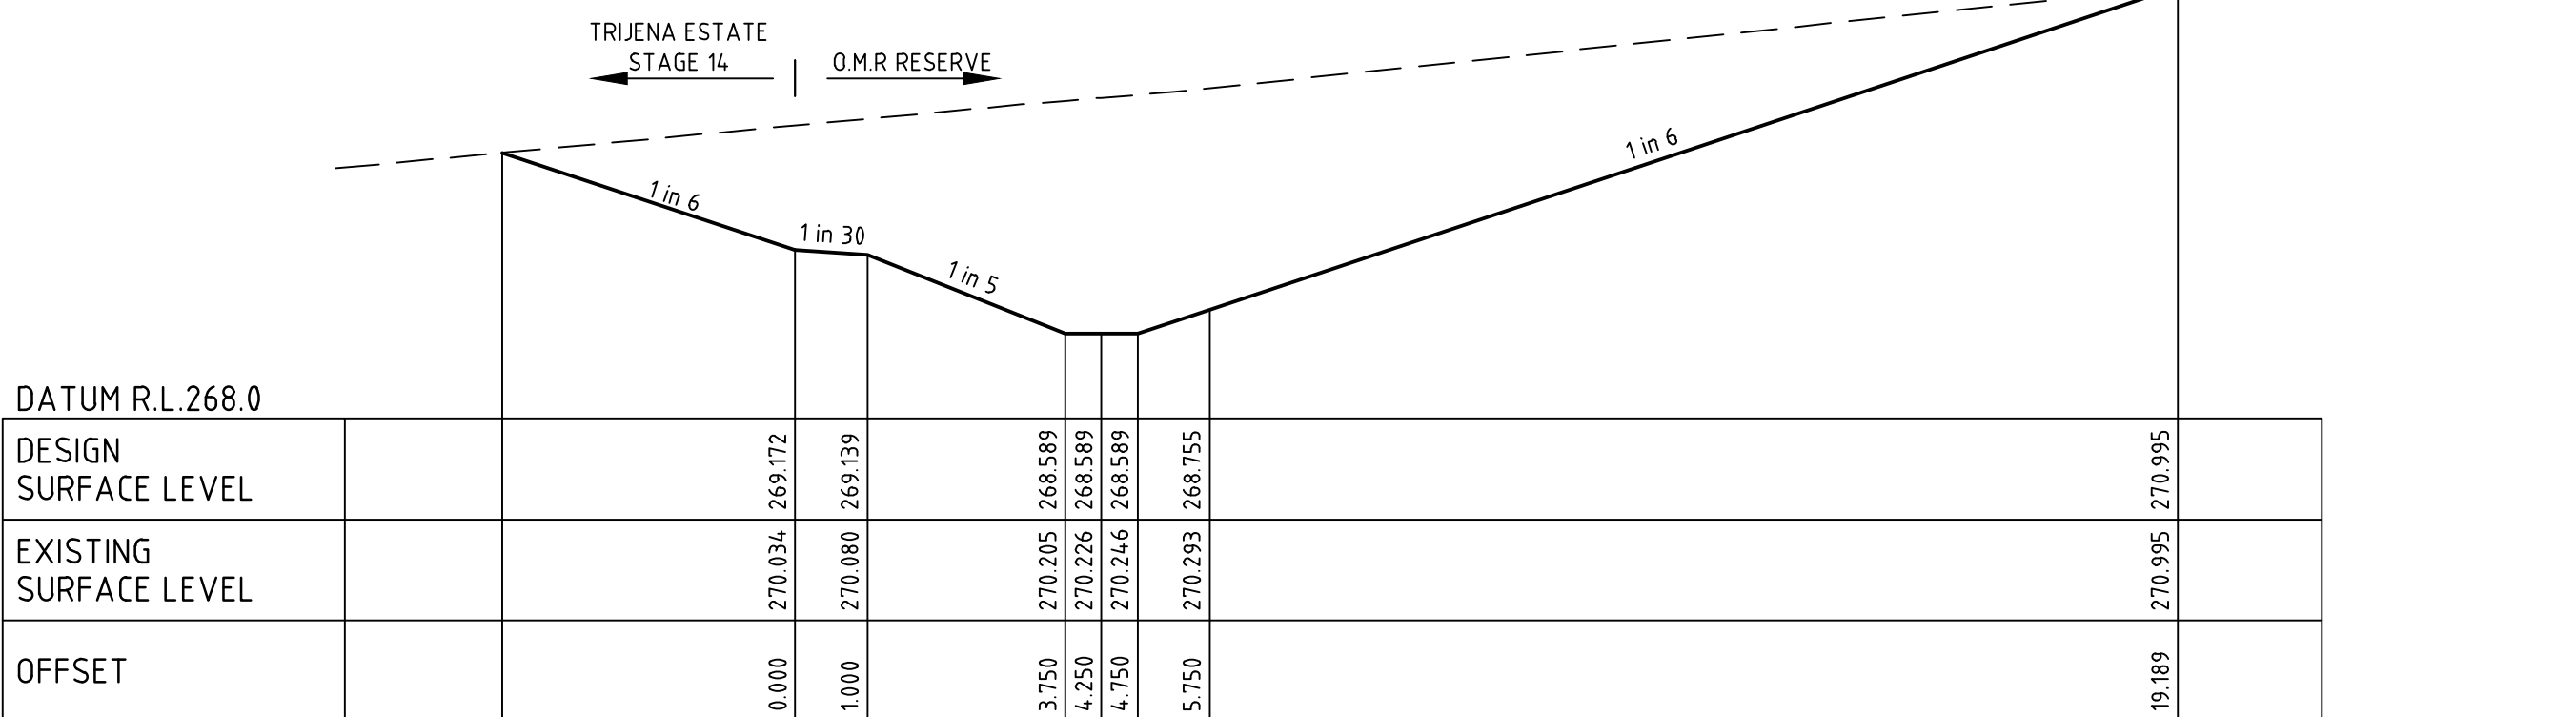 TRIJENA ESTATE
STAGE 14
O.M.R RESERVE
1 in 6
1 in 30
1 in 5
1 in 6
DATUM R.L.268.0
DESIGN
SURFACE LEVEL
269.172
269.139
268.589
268.589
268.589
268.755
270.995
EXISTING
SURFACE LEVEL
270.034
270.080
270.205
270.226
270.246
270.293
270.995
OFFSET
0.000
1.000
3.750
4.250
4.750
5.750
19.189